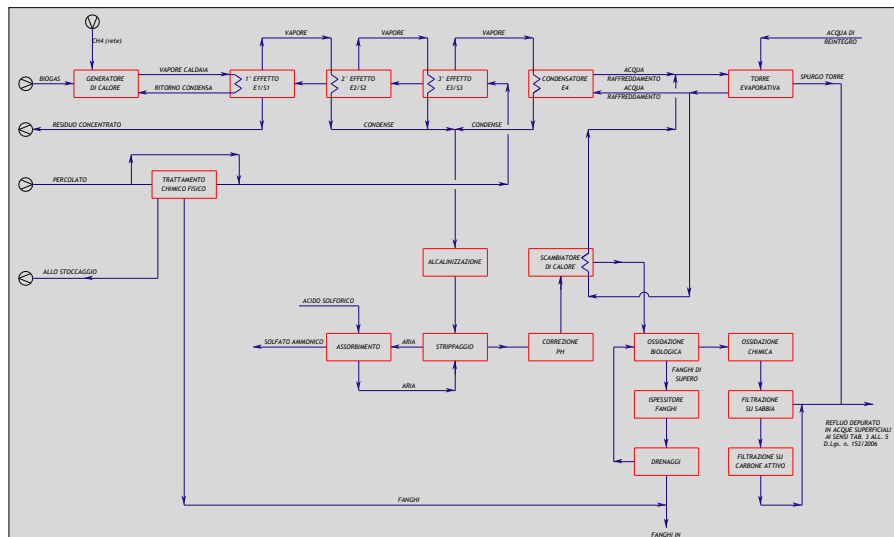 CH4 (rete)
VAPORE
VAPORE
VAPORE
ACQUA DI
REINTEGRO
BIOGAS
GENERATORE
DI CALORE
VAPORE CALDAIA
RITORNO CONDENSA
1° EFFETTO
E1/S1
2° EFFETTO
E2/S2
3° EFFETTO
E3/S3
CONDENSATORE
E4
ACQUA
RAFFREDDAMENTO
ACQUA
RAFFREDDAMENTO
TORRE
EVAPORATIVA
SPURGO TORRE
RESIDUO CONCENTRATO
CONDENSE
CONDENSE
PERCOLATO
TRATTAMENTO
CHIMICO FISICO
ALLO STOCCAGGIO
ALCALINIZZAZIONE
SCAMBIATORE
DI CALORE
ACIDO SOLFORICO
SOLFATO AMMONICO
ASSORBIMENTO
ARIA
STRIPPAGGIO
CORREZIONE
PH
OSSIDAZIONE
BIOLOGICA
OSSIDAZIONE
CHIMICA
ARIA
FANGHI DI
SUPERO
ISPESSITORE
FANGHI
FILTRAZIONE
SU SABBIA
REFLUO DEPURATO
IN ACQUE SUPERFICIALI
AI SENSI TAB. 3 ALL. 5
D.Lgs. n. 152/2006
DRENAGGI
FILTRAZIONE SU
CARBONE ATTIVO
FANGHI
FANGHI IN